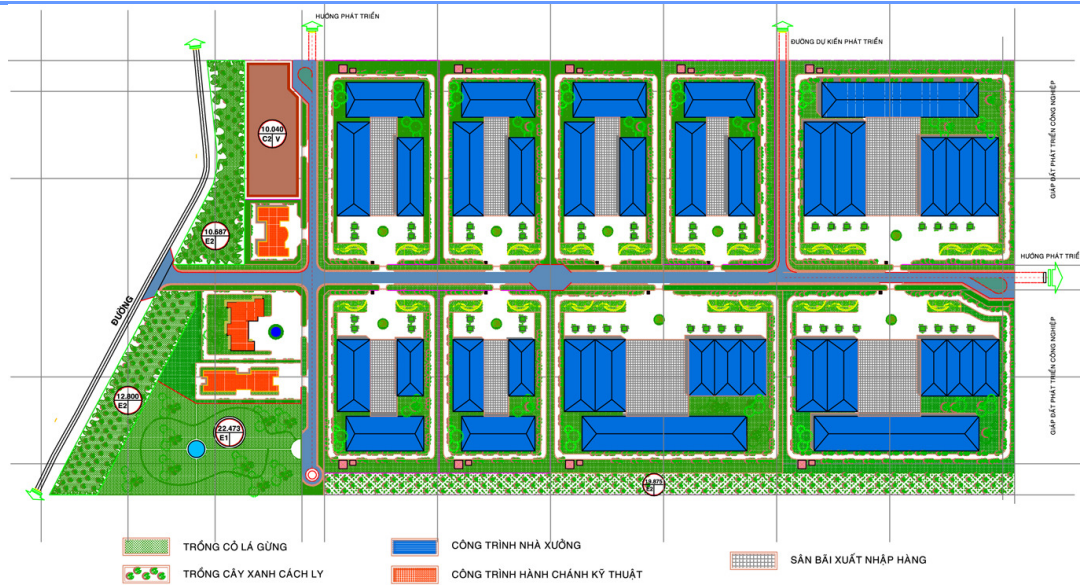 HƯỚNG PHÁT TRIỂN
ĐƯỜNG DỰ KIẾN PHÁT TRIỂN
10.040
C2 V
GIÁP ĐẤT PHÁT TRIỂN CÔNG NGHIỆP
10.687
E2
HƯỚNG PHÁT TRIỂ
ĐƯỜNG
12.800
E2
22.473
E1
GIÁP ĐẤT PHÁT TRIỂN CÔNG NGHIỆP
E2
TRỒNG CỎ LÁ GỪNG
CÔNG TRÌNH NHÀ XƯỞNG
SÂN BÃI XUẤT NHẬP HÀNG
TRỒNG CÂY XANH CÁCH LY
CÔNG TRÌNH HÀNH CHÁNH KỸ THUẬT